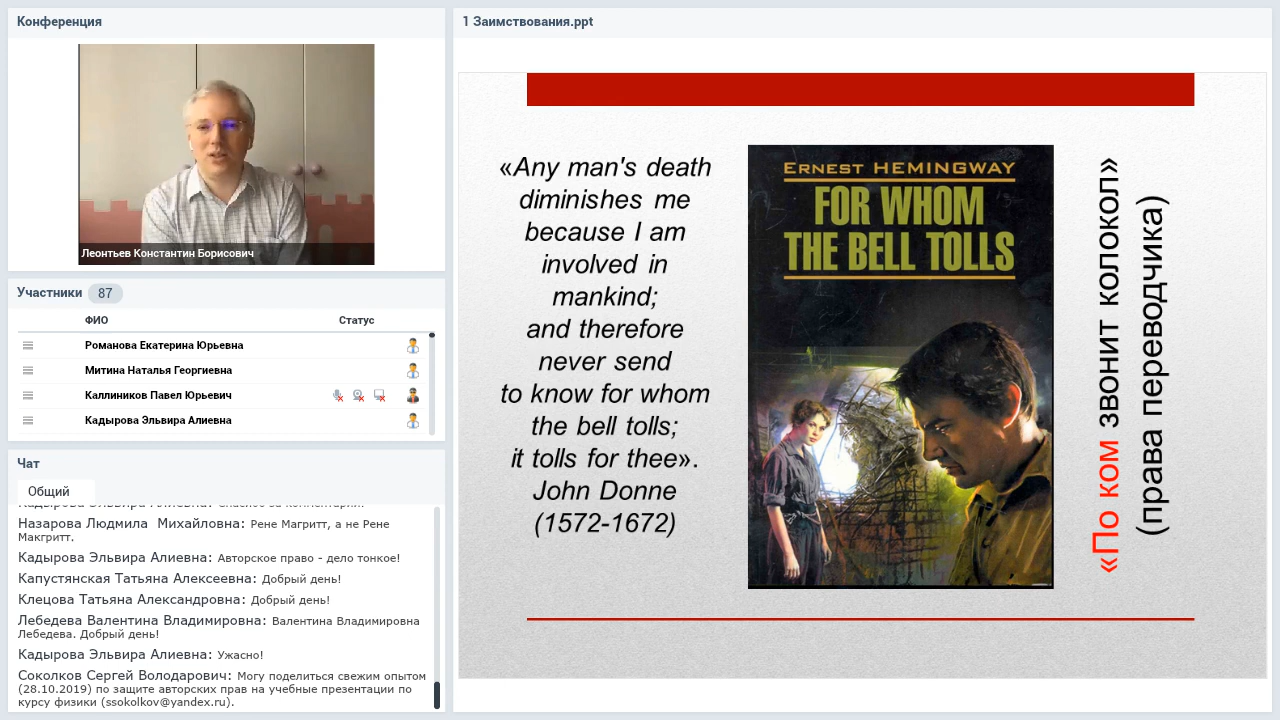 Конференция
Леонтьев Константин Борисович
Участники 87
ФИО Статус
Романова Екатерина Юрьевна
Митина Наталья Георгиевна
Каллиников Павел Юрьевич
Кадырова Эльвира Алиевна
Чат
Общий
Назарова Людмила Михайловна: Рене Магритт, а не Рене
Макгритт.
Кадырова Эльвира Алиевна: Авторское право - дело тонкое!
Капустянская Татьяна Алексеевна: Добрый день!
Клецова Татьяна Александровна: Добрый день!
Лебедева Валентина Владимировна: Валентина Владимировна
Лебедева. Добрый день!
Кадырова Эльвира Алиевна: Ужасно!
Соколков Сергей Володарович: Могу поделиться свежим опытом
(28.10.2019) по защите авторских прав на учебные презентации по
курсу физики (ssokolkov@yandex.ru).
1 Заимствования.ppt
«Any man's death
diminishes me
because I am
involved in
mankind;
and therefore
never send
to know for whom
the bell tolls;
it tolls for thee».
John Donne
(1572-1672)
ERNEST HEMINGWAY
FOR WHOM
THE BELL TOLLS
«По ком звонит колокол»
(права переводчика)